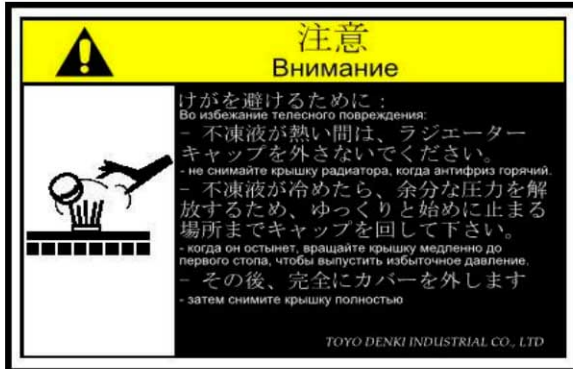 注意
Внимание
けがを避けるために：
Во избежание телесного повреждения:
- 不凍液が熱い間は、ラジエーター
キャップを外さないでください。
- не снимайте крышку радиатора, когда антифриз горячий.
- 不凍液が冷めたら、余分な圧力を解
放するため、ゆっくりと始めに止まる
場所までキャップを回して下さい。
- когда он остынет, вращайте крышку медленно до
первого стопа, чтобы выпустить избыточное давление.
- その後、完全にカバーを外します
- затем снимите крышку полностью
TOYO DENKI INDUSTRIAL CO., LTD